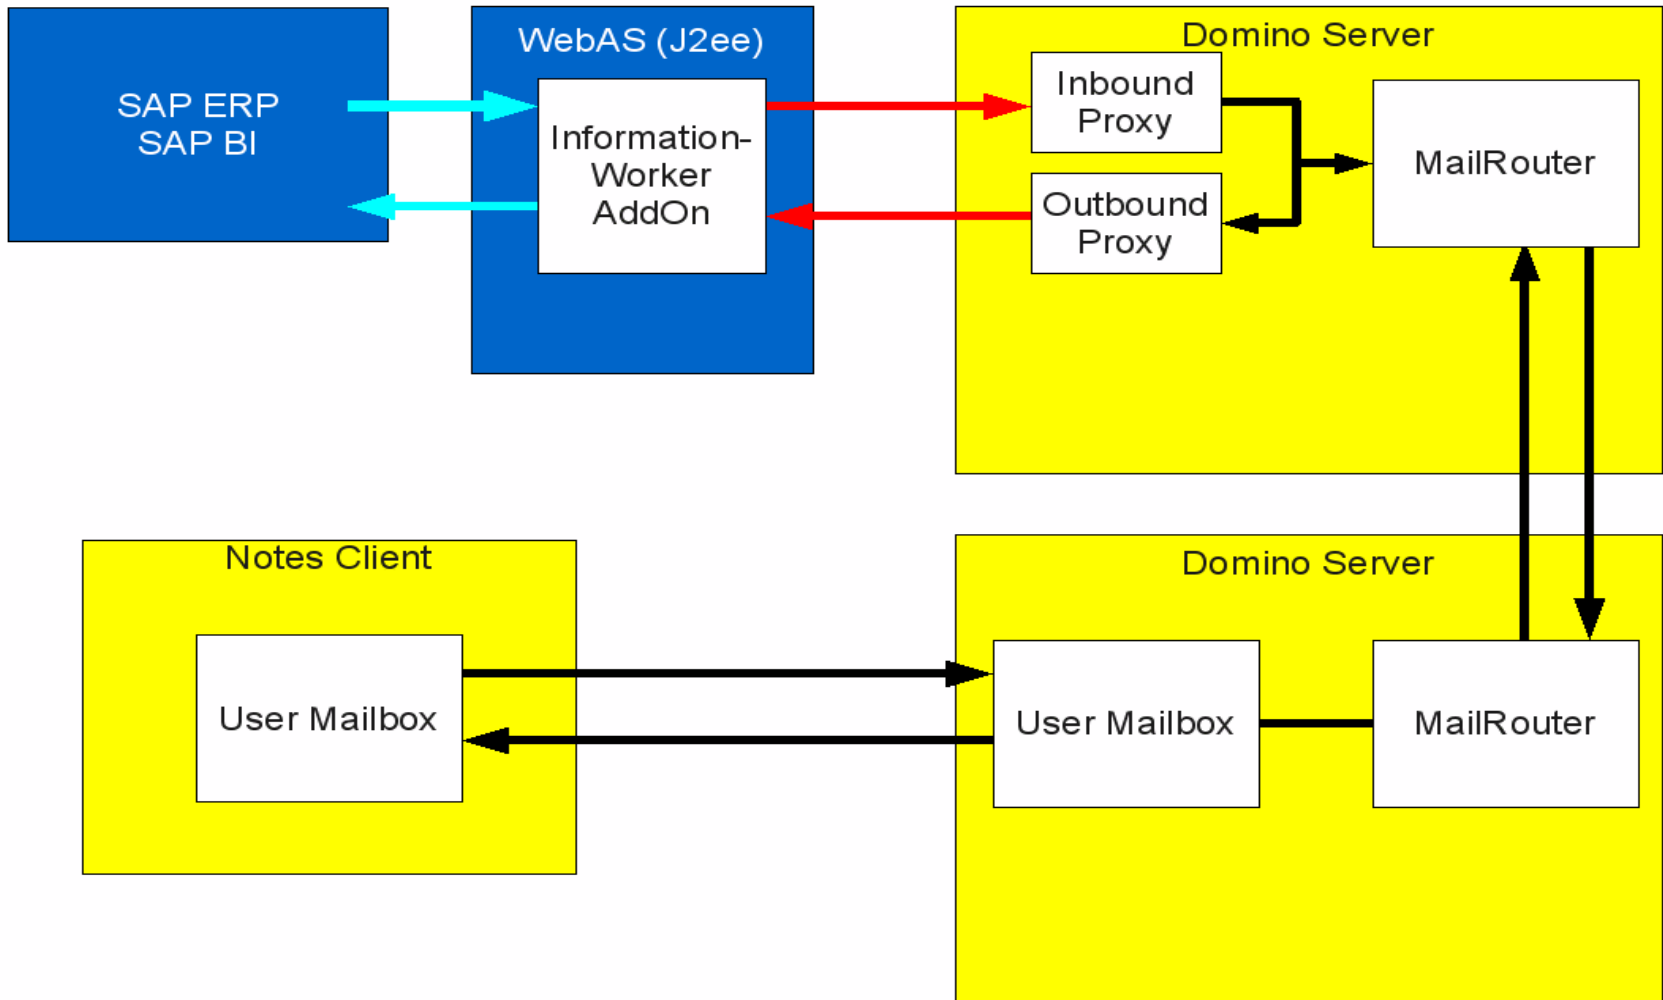 SAP ERP
SAP BI
WebAS (J2ee)
Information-
Worker
AddOn
Domino Server
Inbound
Proxy
Outbound
Proxy
MailRouter
Notes Client
User Mailbox
Domino Server
User Mailbox
MailRouter